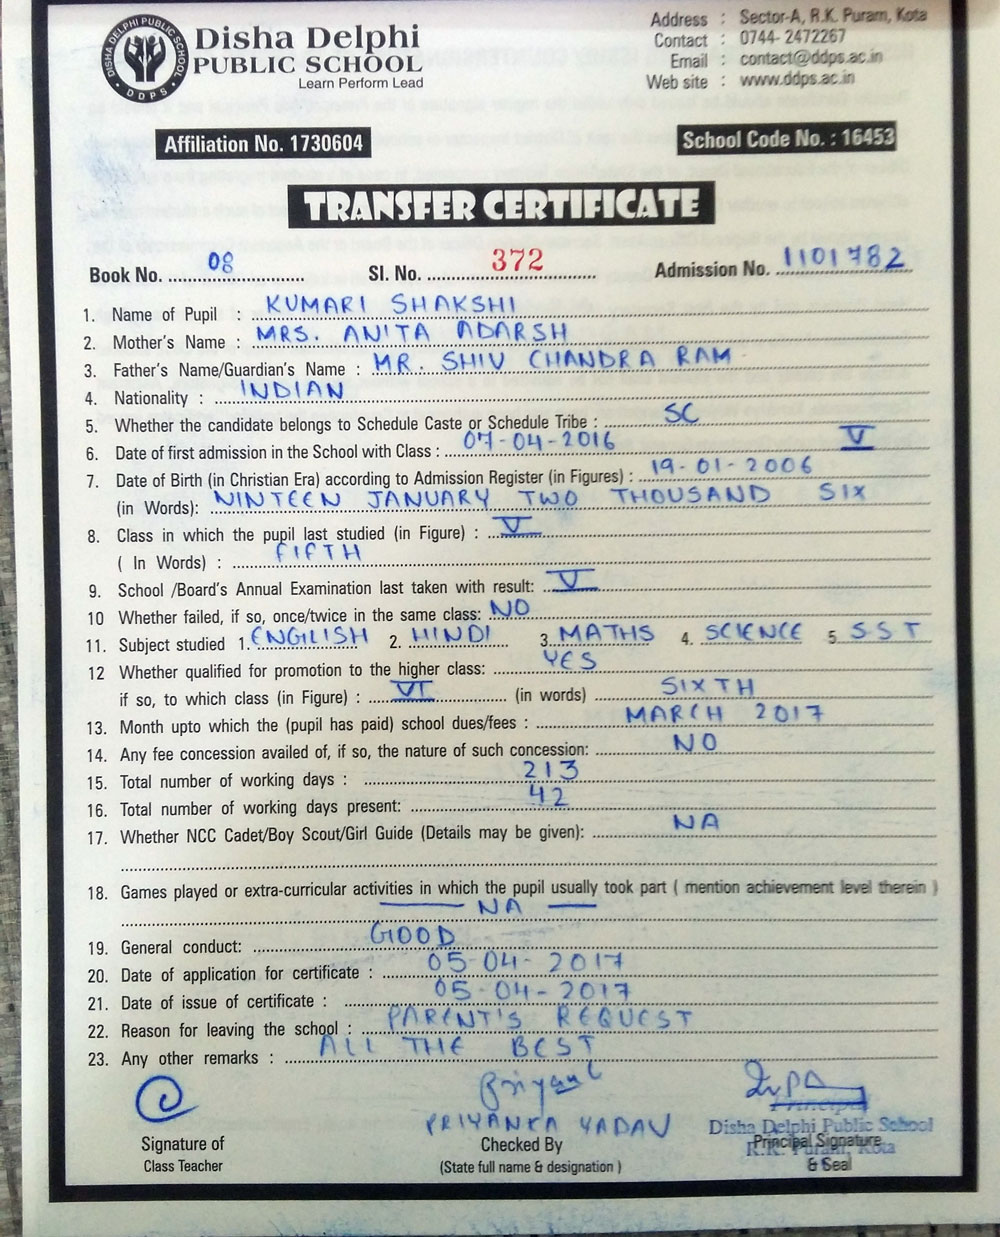 DISHA DELPHI PUBLIC SCHOOL
DDPS
Disha Delphi
PUBLIC SCHOOL
Learn Perform Lead
Address : Sector-A, R.K. Puram, Kota
Contact : 0744- 2472267
Email : contact@ddps.ac.in
Web site : www.ddps.ac.in
Affiliation No. 1730604
School Code No. : 16453
TRANSFER CERTIFICATE
Book No. 08 Sl. No. 372 Admission No. 1101782
1. Name of Pupil : KUMARI SHAKSHI
2. Mother's Name : MRS. ANITA ADARSH
3. Father's Name/Guardian's Name : MR. SHIV CHANDRA RAM
4. Nationality : INDIAN
5. Whether the candidate belongs to Schedule Caste or Schedule Tribe : SC
6. Date of first admission in the School with Class : 07-04-2016 V
7. Date of Birth (in Christian Era) according to Admission Register (in Figures) : 19-01-2006
(in Words): NINTEEN JANUARY TWO THOUSAND SIX
8. Class in which the pupil last studied (in Figure) : V
( In Words) : FIFTH
9. School /Board's Annual Examination last taken with result: V
10 Whether failed, if so, once/twice in the same class: NO
11. Subject studied 1. ENGILISH 2. HINDI 3. MATHS 4. SCIENCE 5. S.S.T
12 Whether qualified for promotion to the higher class: YES
if so, to which class (in Figure) : VI (in words) SIXTH
13. Month upto which the (pupil has paid) school dues/fees : MARCH 2017
14. Any fee concession availed of, if so, the nature of such concession: NO
15. Total number of working days : 213
16. Total number of working days present: 42
17. Whether NCC Cadet/Boy Scout/Girl Guide (Details may be given): NA
18. Games played or extra-curricular activities in which the pupil usually took part ( mention achievement level therein )
NA
19. General conduct: GOOD
20. Date of application for certificate : 05-04-2017
21. Date of issue of certificate : 05-04-2017
22. Reason for leaving the school : PARENT'S REQUEST
23. Any other remarks : ALL THE BEST
PRIYANKA YADAV
Principal
Disha Delphi Public School
R.K. Puram, Kota
Signature of
Class Teacher
Checked By
(State full name & designation )
Principal Signature
& Seal